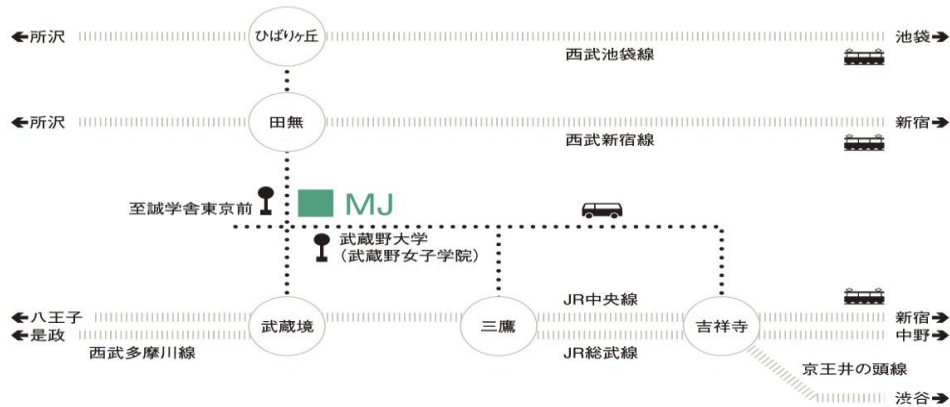 ←所沢
ひばりヶ丘
池袋→
西武池袋線
←所沢
田無
新宿→
西武新宿線
至誠学舎東京前
MJ
武蔵野大学
(武蔵野女子学院)
JR中央線
←八王子
武蔵境
三鷹
吉祥寺
新宿→
←是政
中野→
西武多摩川線
JR総武線
京王井の頭線
渋谷→